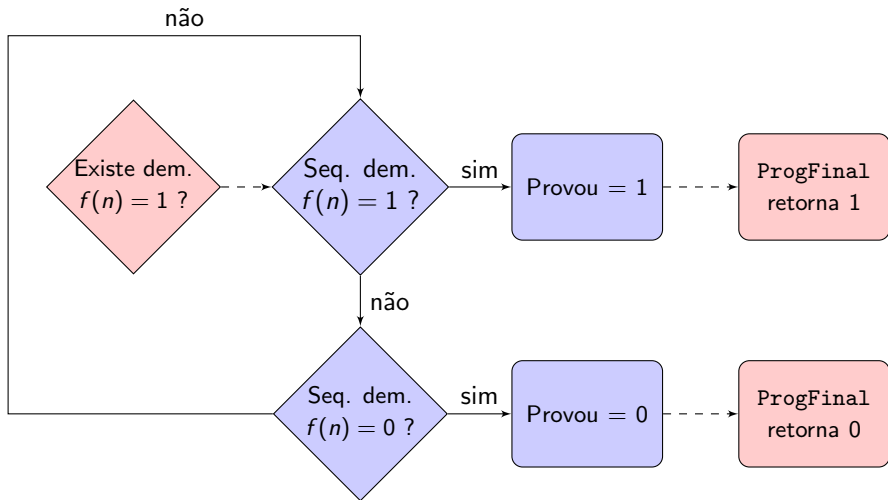 não
Existe dem.
f(n) = 1 ?
Seq. dem.
f(n) = 1 ?
sim
Provou = 1
ProgFinal
retorna 1
não
Seq. dem.
f(n) = 0 ?
sim
Provou = 0
ProgFinal
retorna 0